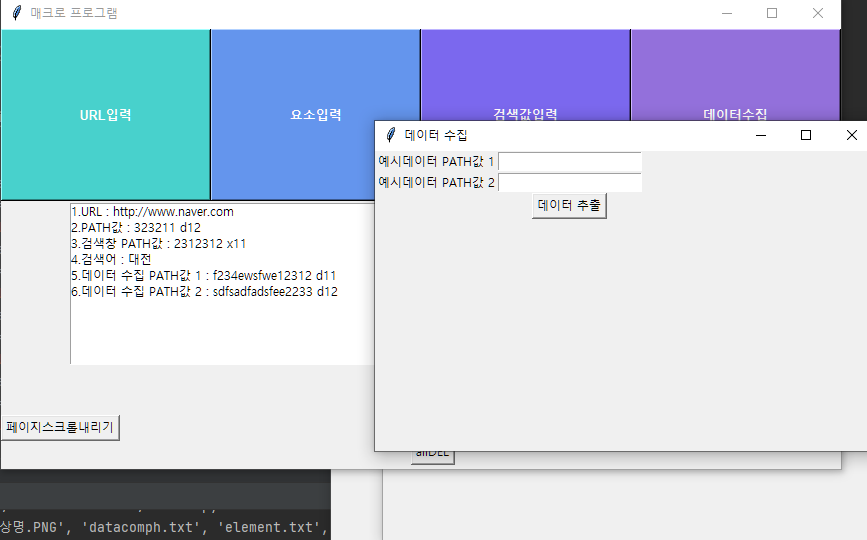 매크로 프로그램
URL입력
요소입력
검색값입력
데이터수집
데이터 수집
예시데이터 PATH값 1
예시데이터 PATH값 2
데이터 추출
1.URL : http://www.naver.com
2.PATH값 : 323211 d12
3.검색창 PATH값 : 2312312 x11
4.검색어 : 대전
5.데이터 수집 PATH값 1 : f234ewsfwe12312 d11
6.데이터 수집 PATH값 2 : sdfsadfadsfee2233 d12
페이지스크롤내리기
allDEL
상명.PNG', 'datacomph.txt', 'element.txt',